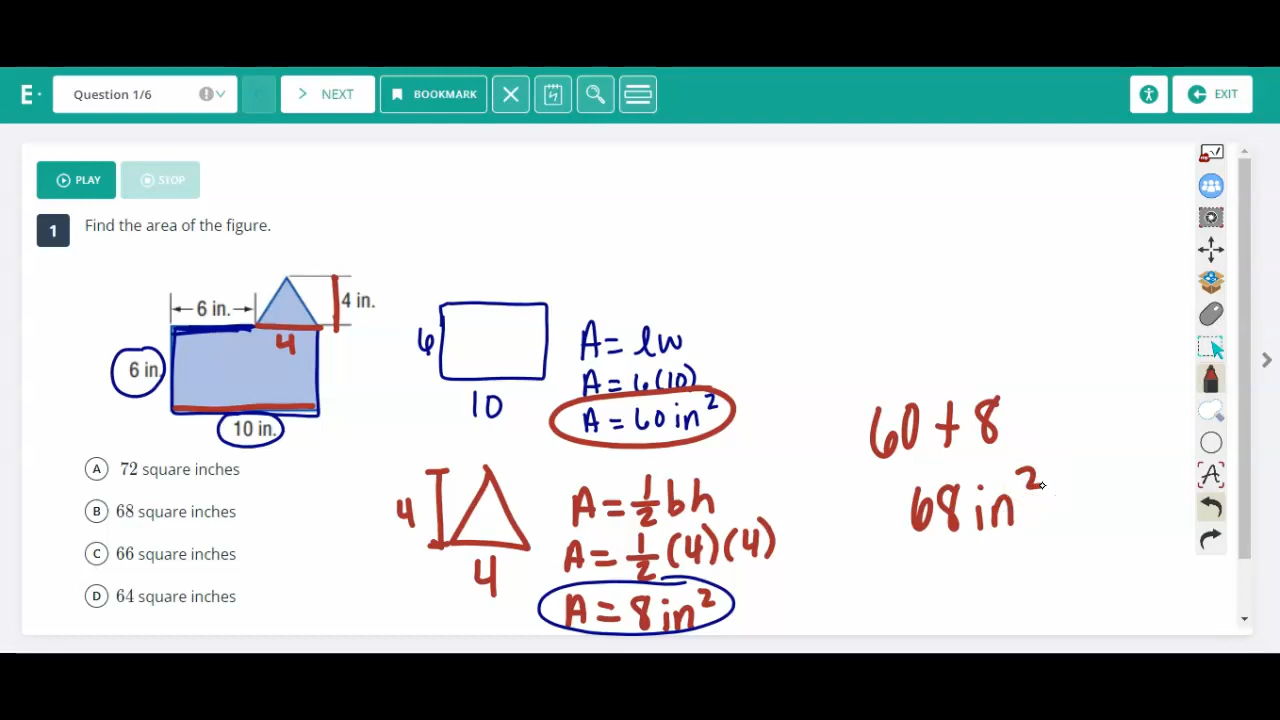 E· Question 1/6 NEXT BOOKMARK EXIT
PLAY STOP
1 Find the area of the figure.
6 in.
4 in.
4
6 in.
10 in.
6
10
A = lw
A = 6(10)
A = 60 in²
4
4
A = 1/2 bh
A = 1/2 (4)(4)
A = 8 in²
60 + 8
68 in²
A 72 square inches
B 68 square inches
C 66 square inches
D 64 square inches
A